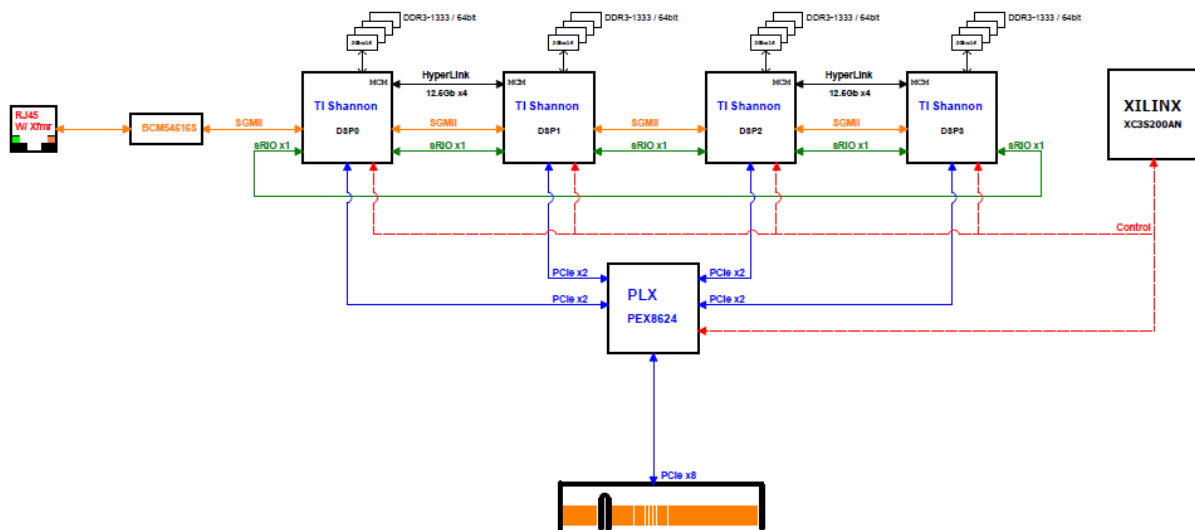 DDR3-1333 / 64bit
DDR3-1333 / 64bit
DDR3-1333 / 64bit
DDR3-1333 / 64bit
MCM
HyperLink
MCM
12.5Gb x4
HyperLink
MCM
12.5Gb x4
RJ45
W/ Xfmr
BCM54616S
SGMII
TI Shannon
DSP0
SGMII
TI Shannon
DSP1
SGMII
TI Shannon
DSP2
SGMII
TI Shannon
DSP3
XILINX
XC3S200AN
sRIO x1
sRIO x1
sRIO x1
sRIO x1
sRIO x1
Control
PCIe x2
PCIe x2
PCIe x2
PCIe x2
PLX
PEX8624
PCIe x8